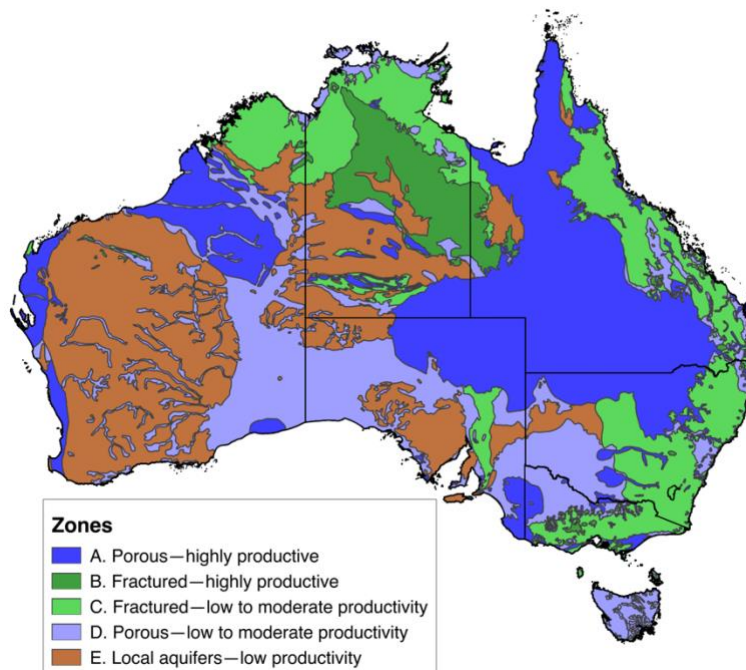 Zones
A. Porous—highly productive
B. Fractured—highly productive
C. Fractured—low to moderate productivity
D. Porous—low to moderate productivity
E. Local aquifers—low productivity